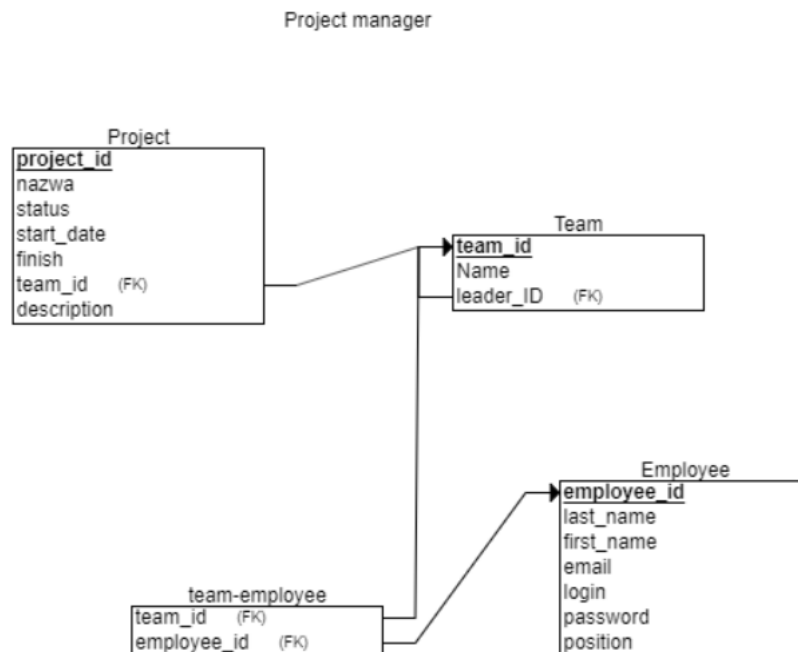 Project manager
Project
project_id
nazwa
status
start_date
finish
team_id (FK)
description
Team
team_id
Name
leader_ID (FK)
Employee
employee_id
last_name
first_name
email
login
password
position
team-employee
team_id (FK)
employee_id (FK)